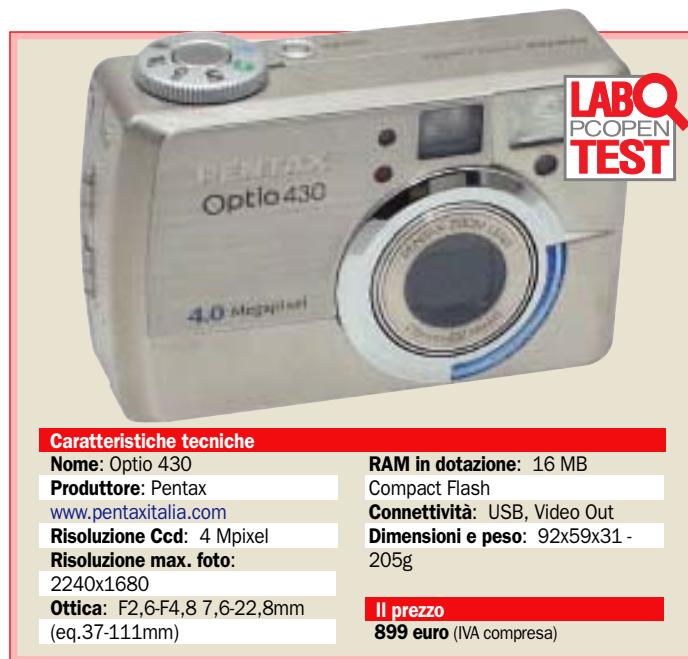 PENTAX
Optio 430
4.0 Megapixel
LAB
PCOPEN
TEST
Caratteristiche tecniche
Nome: Optio 430
Produttore: Pentax
www.pentaxitalia.com
Risoluzione Ccd: 4 Mpixel
Risoluzione max. foto:
2240x1680
Ottica: F2,6-F4,8 7,6-22,8mm
(eq.37-111mm)
RAM in dotazione: 16 MB
Compact Flash
Connettività: USB, Video Out
Dimensioni e peso: 92x59x31 -
205g
Il prezzo
899 euro (IVA compresa)